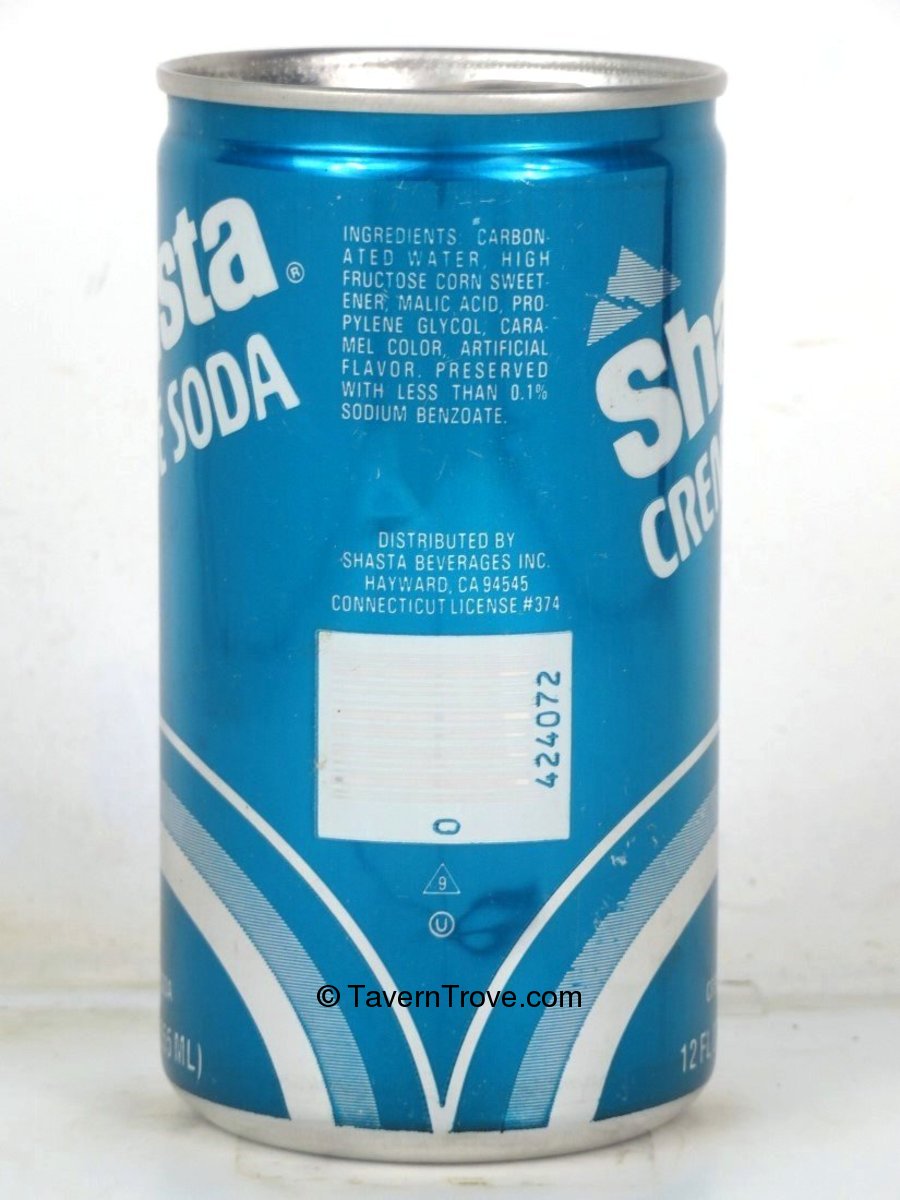 sta®
E SODA
INGREDIENTS: CARBON-
ATED WATER, HIGH
FRUCTOSE CORN SWEET-
ENER, MALIC ACID, PRO-
PYLENE GLYCOL, CARA-
MEL COLOR, ARTIFICIAL
FLAVOR. PRESERVED
WITH LESS THAN 0.1%
SODIUM BENZOATE.
Sha
CREM
DISTRIBUTED BY
SHASTA BEVERAGES INC.
HAYWARD, CA 94545
CONNECTICUT LICENSE #374
424072
0
9
U
© TavernTrove.com
5 ML)
12 FL